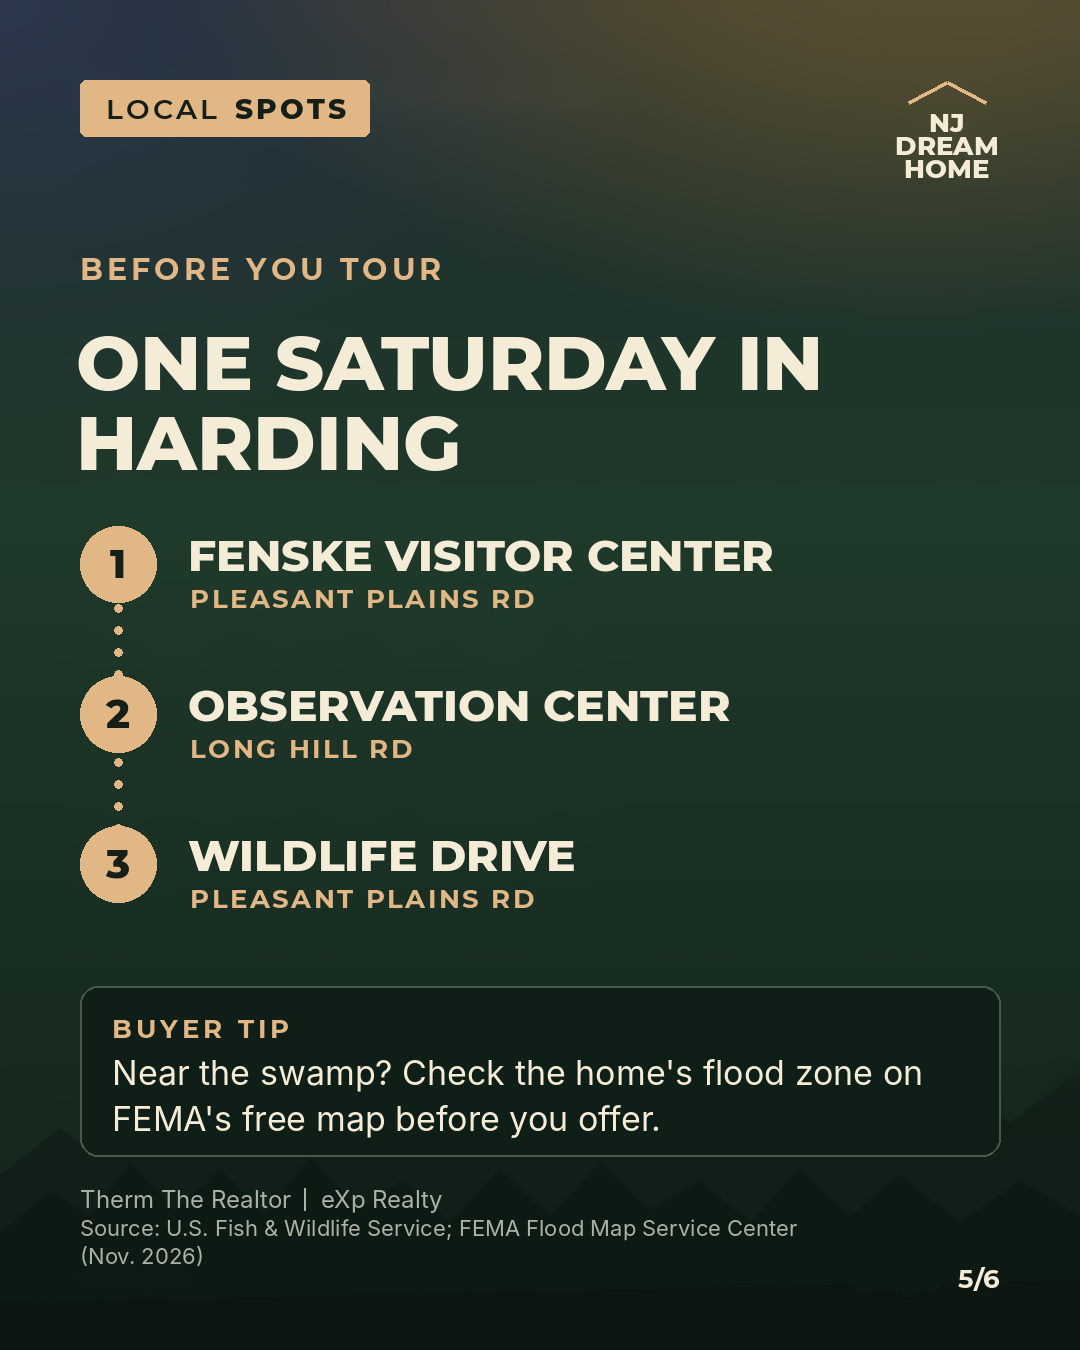 LOCAL SPOTS
NJ
DREAM
HOME
BEFORE YOU TOUR
ONE SATURDAY IN
HARDING
1
FENSKE VISITOR CENTER
PLEASANT PLAINS RD
2
OBSERVATION CENTER
LONG HILL RD
3
WILDLIFE DRIVE
PLEASANT PLAINS RD
BUYER TIP
Near the swamp? Check the home's flood zone on
FEMA's free map before you offer.
Therm The Realtor | eXp Realty
Source: U.S. Fish & Wildlife Service; FEMA Flood Map Service Center
(Nov. 2026)
5/6